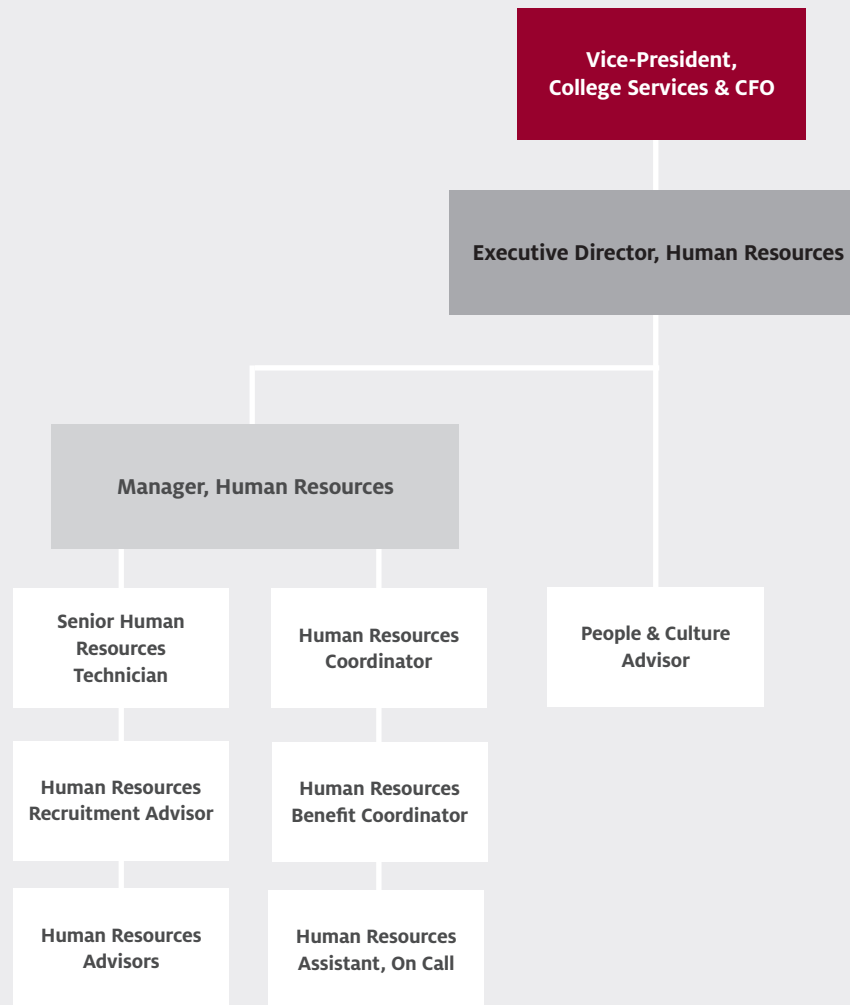 Vice-President,
College Services & CFO
Executive Director, Human Resources
Manager, Human Resources
Senior Human
Resources
Technician
Human Resources
Coordinator
People & Culture
Advisor
Human Resources
Recruitment Advisor
Human Resources
Benefit Coordinator
Human Resources
Advisors
Human Resources
Assistant, On Call